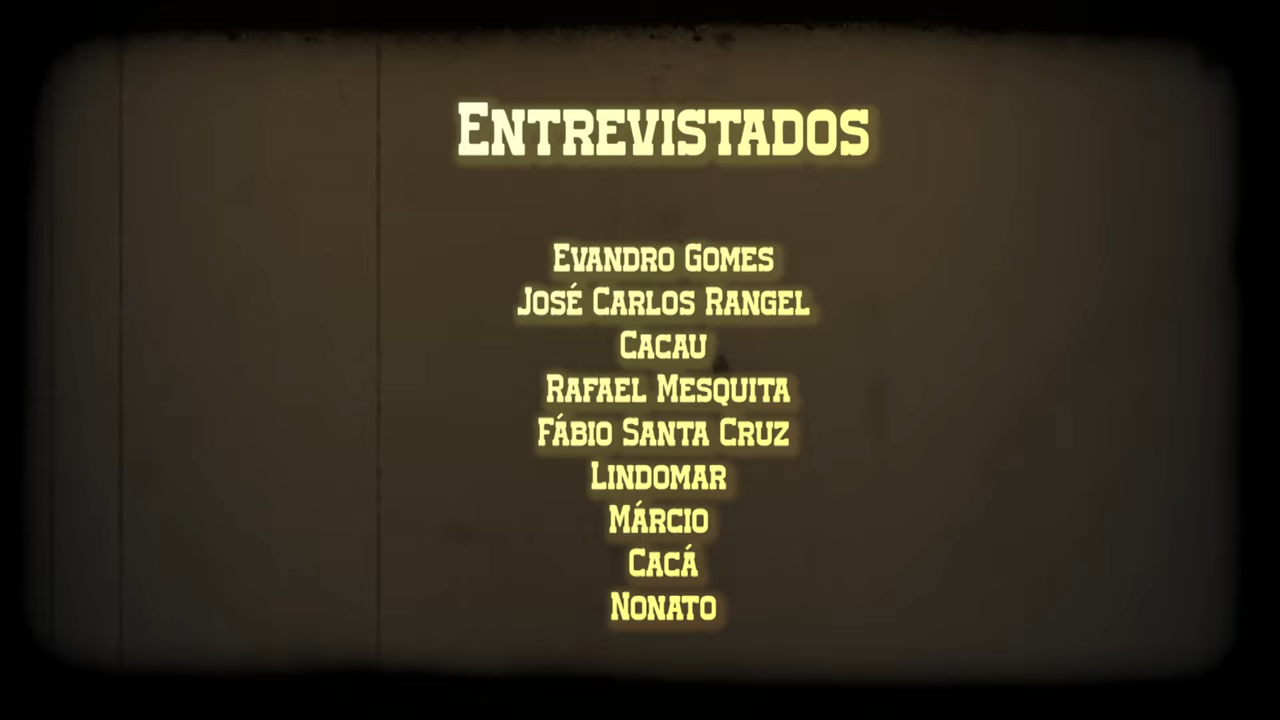 Entrevistados
Evandro Gomes
José Carlos Rangel
Cacau
Rafael Mesquita
Fábio Santa Cruz
Lindomar
Márcio
Cacá
Nonato